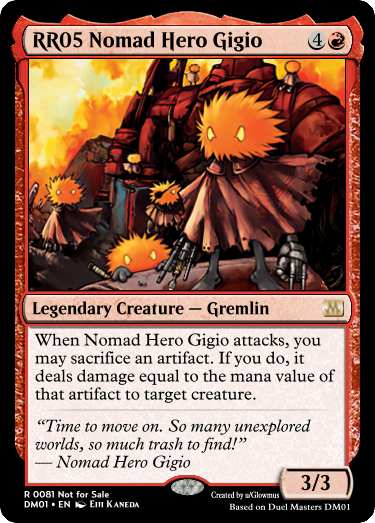 RR05 Nomad Hero Gigio 4
Legendary Creature — Gremlin
When Nomad Hero Gigio attacks, you
may sacrifice an artifact. If you do, it
deals damage equal to the mana value of
that artifact to target creature.
“Time to move on. So many unexplored
worlds, so much trash to find!”
— Nomad Hero Gigio
3/3
R 0081 Not for Sale
DM01 • EN Eiji Kaneda
Created by u/Glowmus
Based on Duel Masters DM01